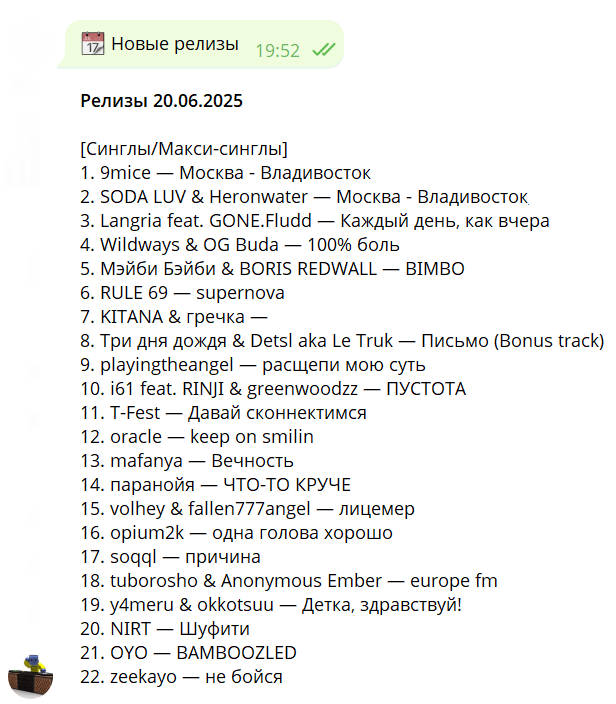 17 Новые релизы 19:52
Релизы 20.06.2025
[Синглы/Макси-синглы]
1. 9mice — Москва - Владивосток
2. SODA LUV & Heronwater — Москва - Владивосток
3. Langria feat. GONE.Fludd — Каждый день, как вчера
4. Wildways & OG Buda — 100% боль
5. Мэйби Бэйби & BORIS REDWALL — BIMBO
6. RULE 69 — supernova
7. KITANA & гречка —
8. Три дня дождя & Detsl aka Le Truk — Письмо (Bonus track)
9. playingtheangel — расщепи мою суть
10. i61 feat. RINJI & greenwoodzz — ПУСТОТА
11. T-Fest — Давай сконнектимся
12. oracle — keep on smilin
13. mafanya — Вечность
14. паранойя — ЧТО-ТО КРУЧЕ
15. volhey & fallen777angel — лицемер
16. opium2k — одна голова хорошо
17. soqql — причина
18. tuborosho & Anonymous Ember — europe fm
19. y4meru & okkotsuu — Детка, здравствуй!
20. NIRT — Шуфити
21. OYO — BAMBOOZLED
22. zeekayo — не бойся